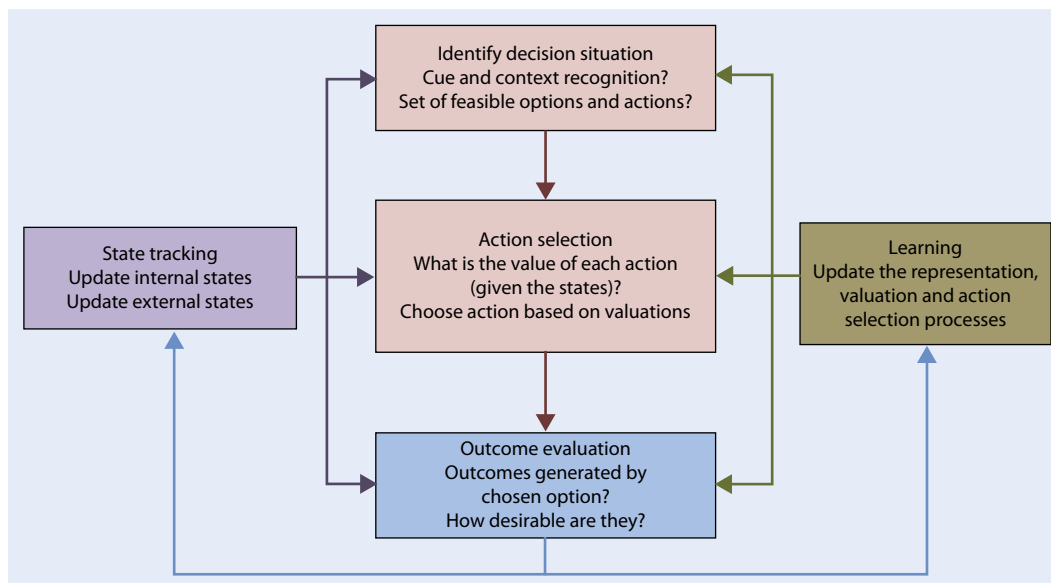 Identify decision situation
Cue and context recognition?
Set of feasible options and actions?
State tracking
Update internal states
Update external states
Action selection
What is the value of each action
(given the states)?
Choose action based on valuations
Learning
Update the representation,
valuation and action
selection processes
Outcome evaluation
Outcomes generated by
chosen option?
How desirable are they?